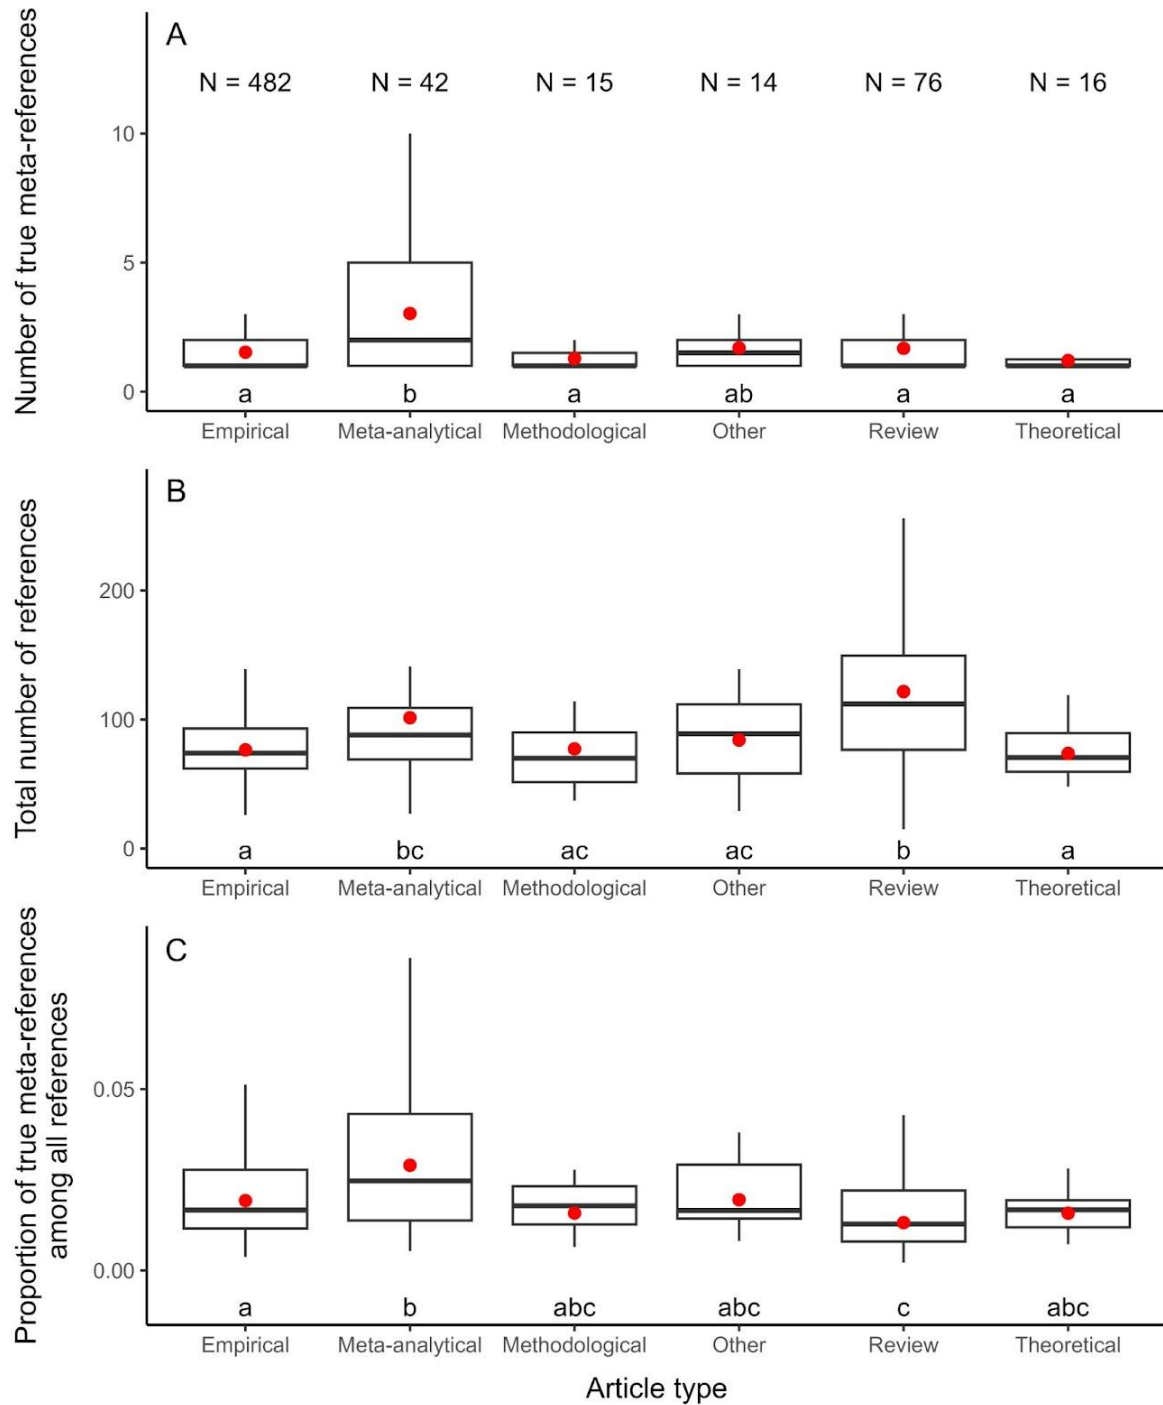 A
N = 482 N = 42 N = 15 N = 14 N = 76 N = 16
Number of true meta-references
10
5
0
a b a ab a a
Empirical Meta-analytical Methodological Other Review Theoretical
B
Total number of references
200
100
0
a bc ac ac b a
Empirical Meta-analytical Methodological Other Review Theoretical
C
Proportion of true meta-references
among all references
0.05
0.00
a b abc abc c abc
Empirical Meta-analytical Methodological Other Review Theoretical
Article type